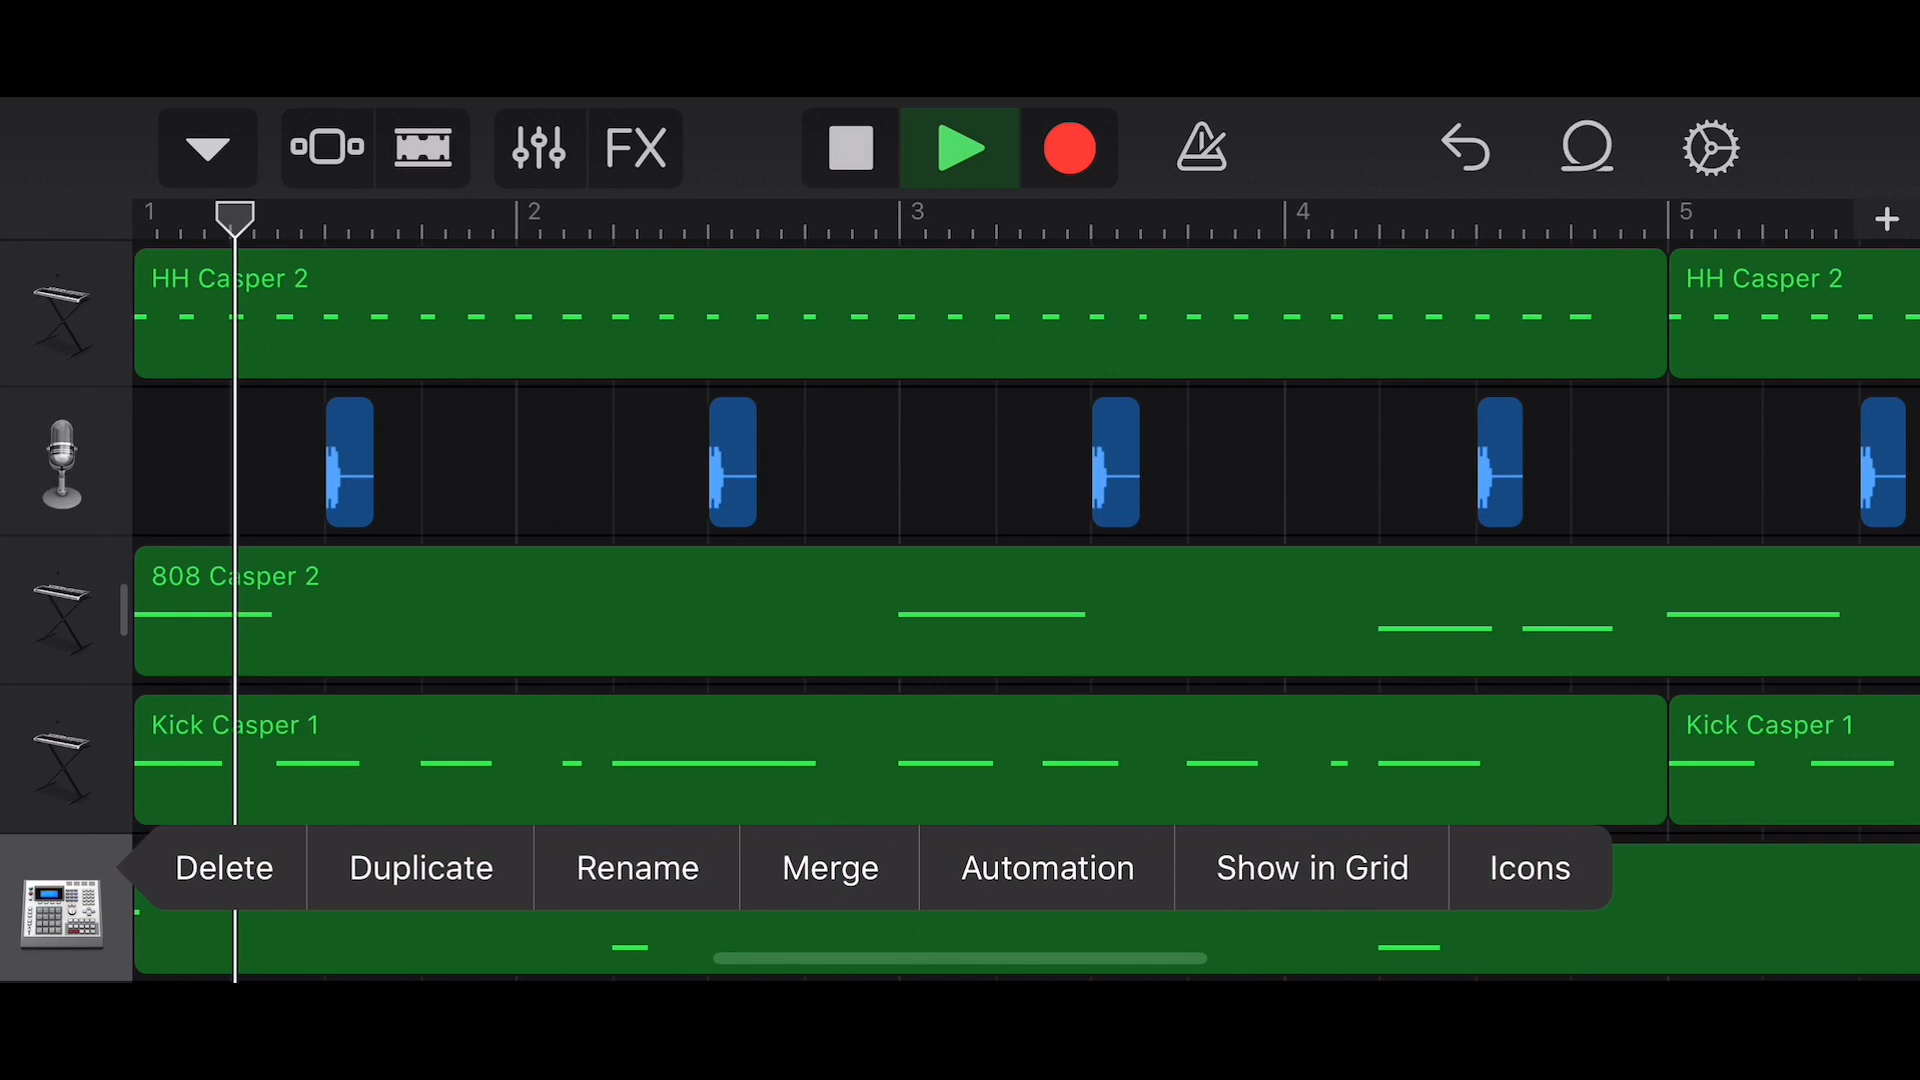 FX
1 2 3 4 5 +
HH Casper 2 HH Casper 2
808 Casper 2
Kick Casper 1 Kick Casper 1
Delete Duplicate Rename Merge Automation Show in Grid Icons